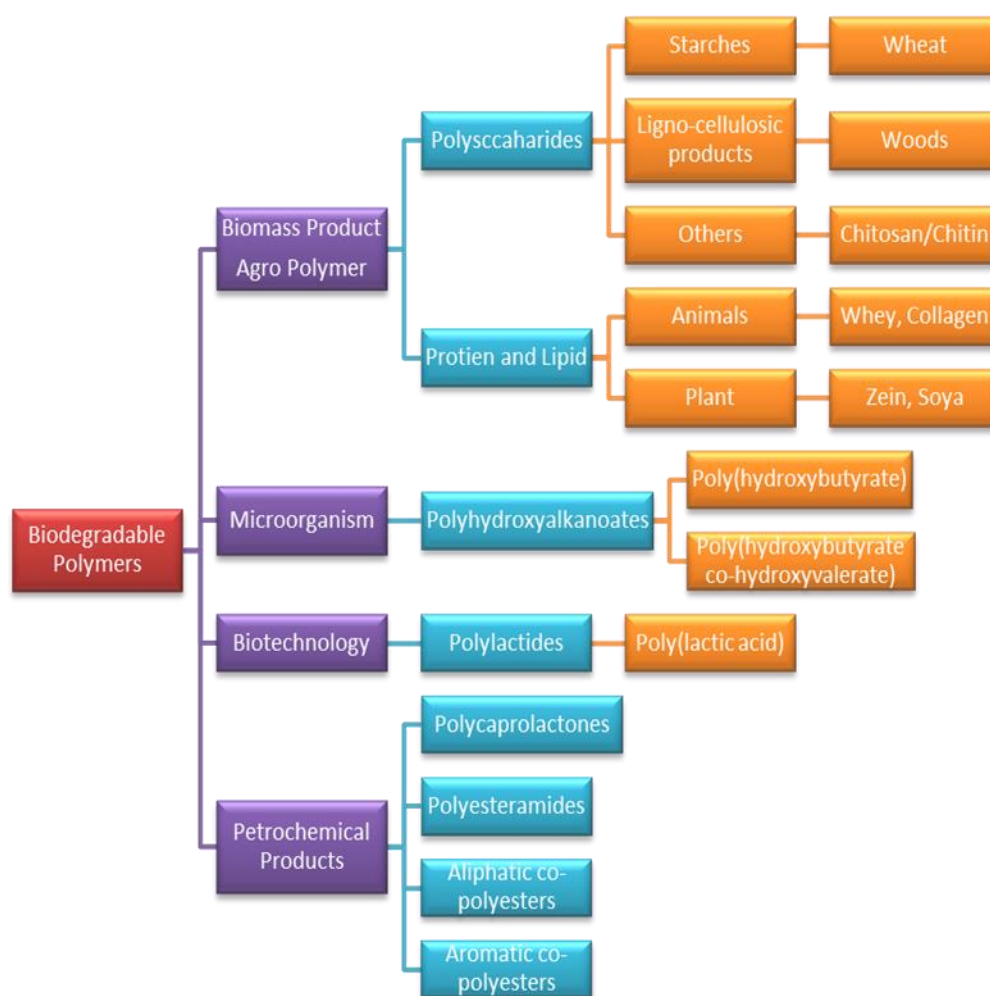 Starches
Wheat
Ligno-cellosic
products
Woods
Polysccaharides
Others
Chitosan/Chitin
Biomass Product
Agro Polymer
Animals
Whey, Collagen
Protien and Lipid
Plant
Zein, Soya
Poly(hydroxybutyrate)
Microorganism
Polyhydroxyalkanoates
Poly(hydroxybutyrate
co-hydroxyvalerate)
Biodegradable
Polymers
Biotechnology
Polylactides
Poly(lactic acid)
Polycaprolactones
Polyesteramides
Petrochemical
Products
Aliphatic co-
polyesters
Aromatic co-
polyesters